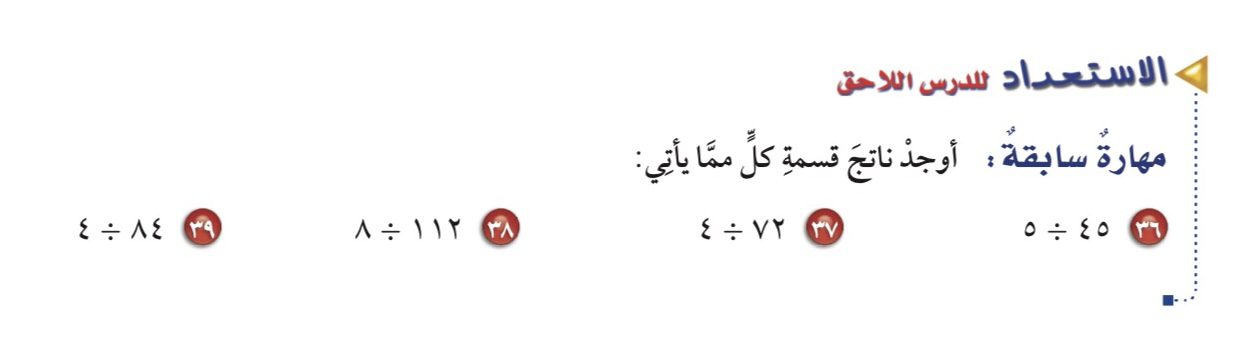 الاستعداد للدرس اللاحق
مهارةٌ سابقةٌ : أوجدْ ناتجَ قسمةِ كلٍّ ممَّا يأتِي:
٣٦ ٤٥ ÷ ٥ ٣٧ ٧٢ ÷ ٤ ٣٨ ١١٢ ÷ ٨ ٣٩ ٨٤ ÷ ٤